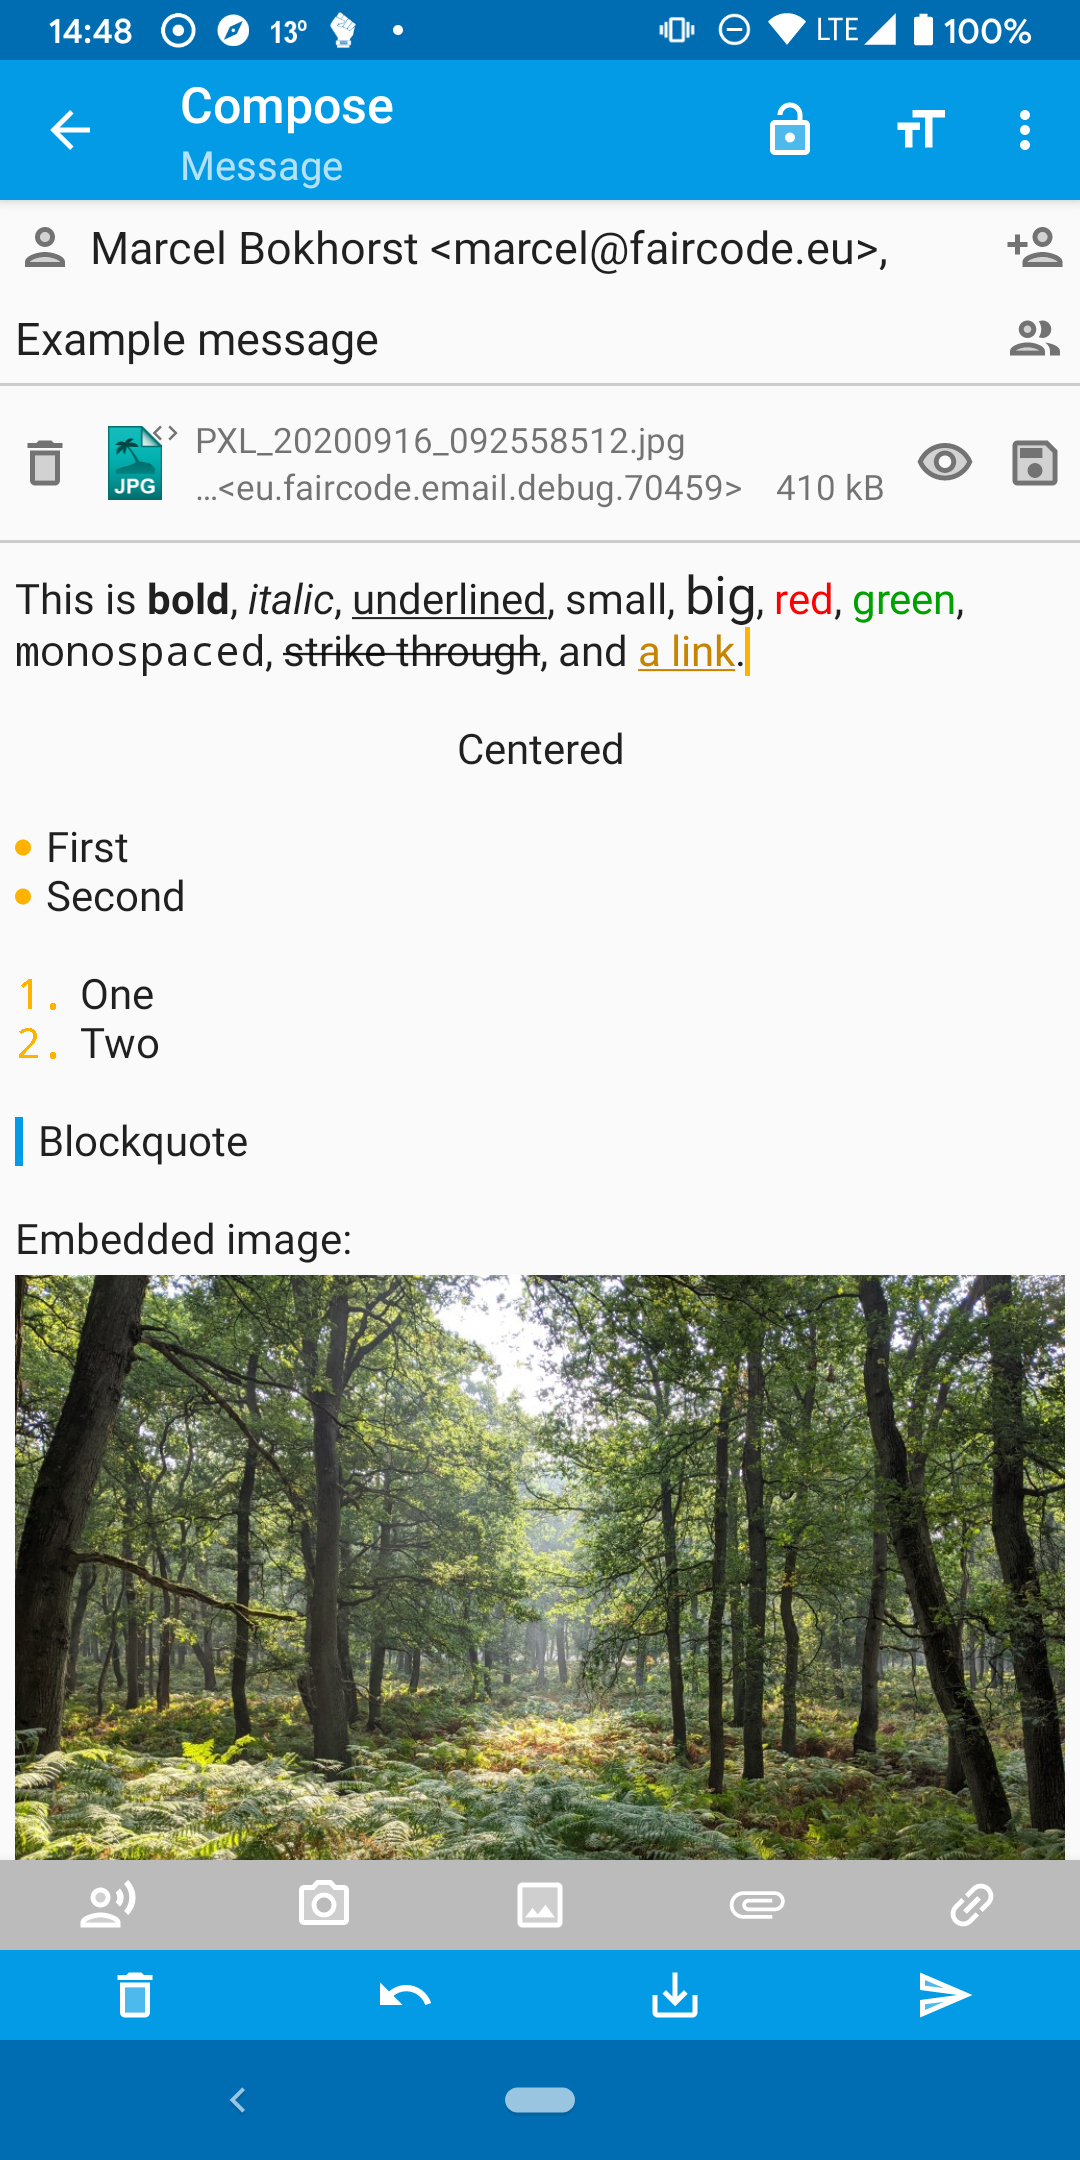 14:48 13° LTE 100%
Compose
Message
Marcel Bokhorst <marcel@faircode.eu>,
Example message
PXL_20200916_092558512.jpg
JPG
...<eu.faircode.email.debug.70459> 410 kB
This is bold, italic, underlined, small, big, red, green,
monospaced, strike through, and a link.
Centered
• First
• Second
1. One
2. Two
Blockquote
Embedded image: